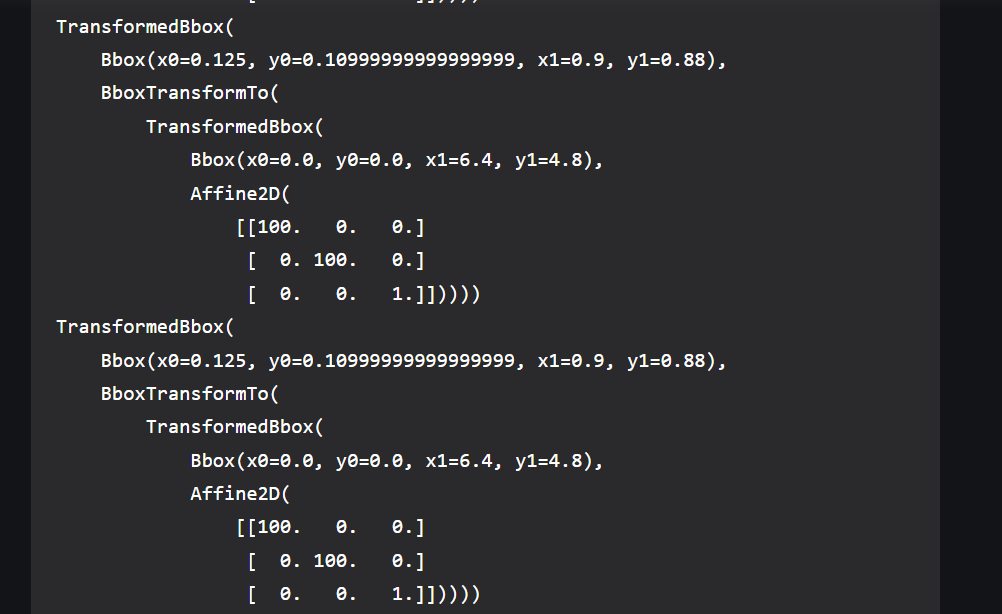 [ 0. 0. 1.]])))))
TransformedBbox(
    Bbox(x0=0.125, y0=0.10999999999999999, x1=0.9, y1=0.88),
    BboxTransformTo(
        TransformedBbox(
            Bbox(x0=0.0, y0=0.0, x1=6.4, y1=4.8),
            Affine2D(
                [[100.   0.   0.]
                 [  0. 100.   0.]
                 [  0.   0.   1.]])))))
TransformedBbox(
    Bbox(x0=0.125, y0=0.10999999999999999, x1=0.9, y1=0.88),
    BboxTransformTo(
        TransformedBbox(
            Bbox(x0=0.0, y0=0.0, x1=6.4, y1=4.8),
            Affine2D(
                [[100.   0.   0.]
                 [  0. 100.   0.]
                 [  0.   0.   1.]])))))